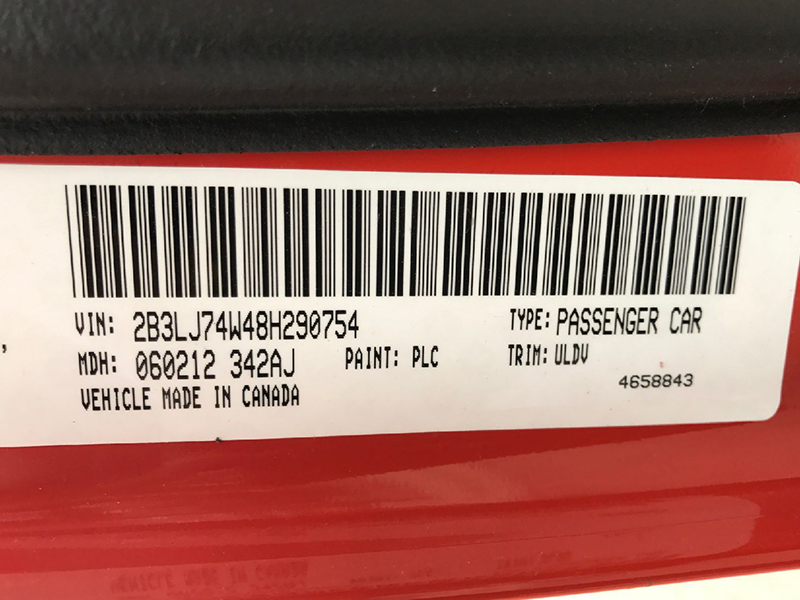 VIN: 2B3LJ74W48H290754 TYPE: PASSENGER CAR
MDH: 060212 342AJ PAINT: PLC TRIM: ULDV
VEHICLE MADE IN CANADA 4658843